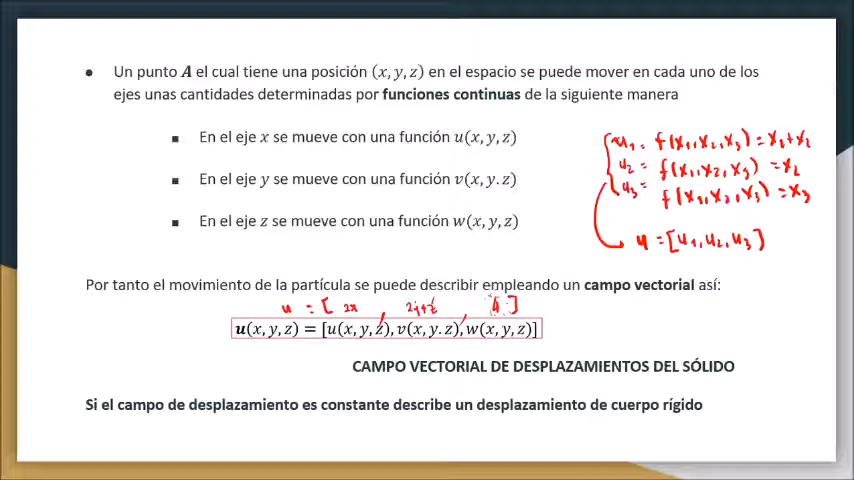 ● Un punto A el cual tiene una posición (x, y, z) en el espacio se puede mover en cada uno de los
ejes unas cantidades determinadas por funciones continuas de la siguiente manera
▪ En el eje x se mueve con una función u(x, y, z)
▪ En el eje y se mueve con una función v(x, y. z)
▪ En el eje z se mueve con una función w(x, y, z)
u₁ = f(x₁, x₂, x₃) = x₁ + x₂
u₂ = f(x₁, x₂, x₃) = x₂
u₃ = f(x₁, x₂, x₃) = x₃
u = [u₁, u₂, u₃]
Por tanto el movimiento de la partícula se puede describir empleando un campo vectorial así:
u = [ 2x , 2y+z , ]
u(x, y, z) = [u(x, y, z), v(x, y. z), w(x, y, z)]
CAMPO VECTORIAL DE DESPLAZAMIENTOS DEL SÓLIDO
Si el campo de desplazamiento es constante describe un desplazamiento de cuerpo rígido